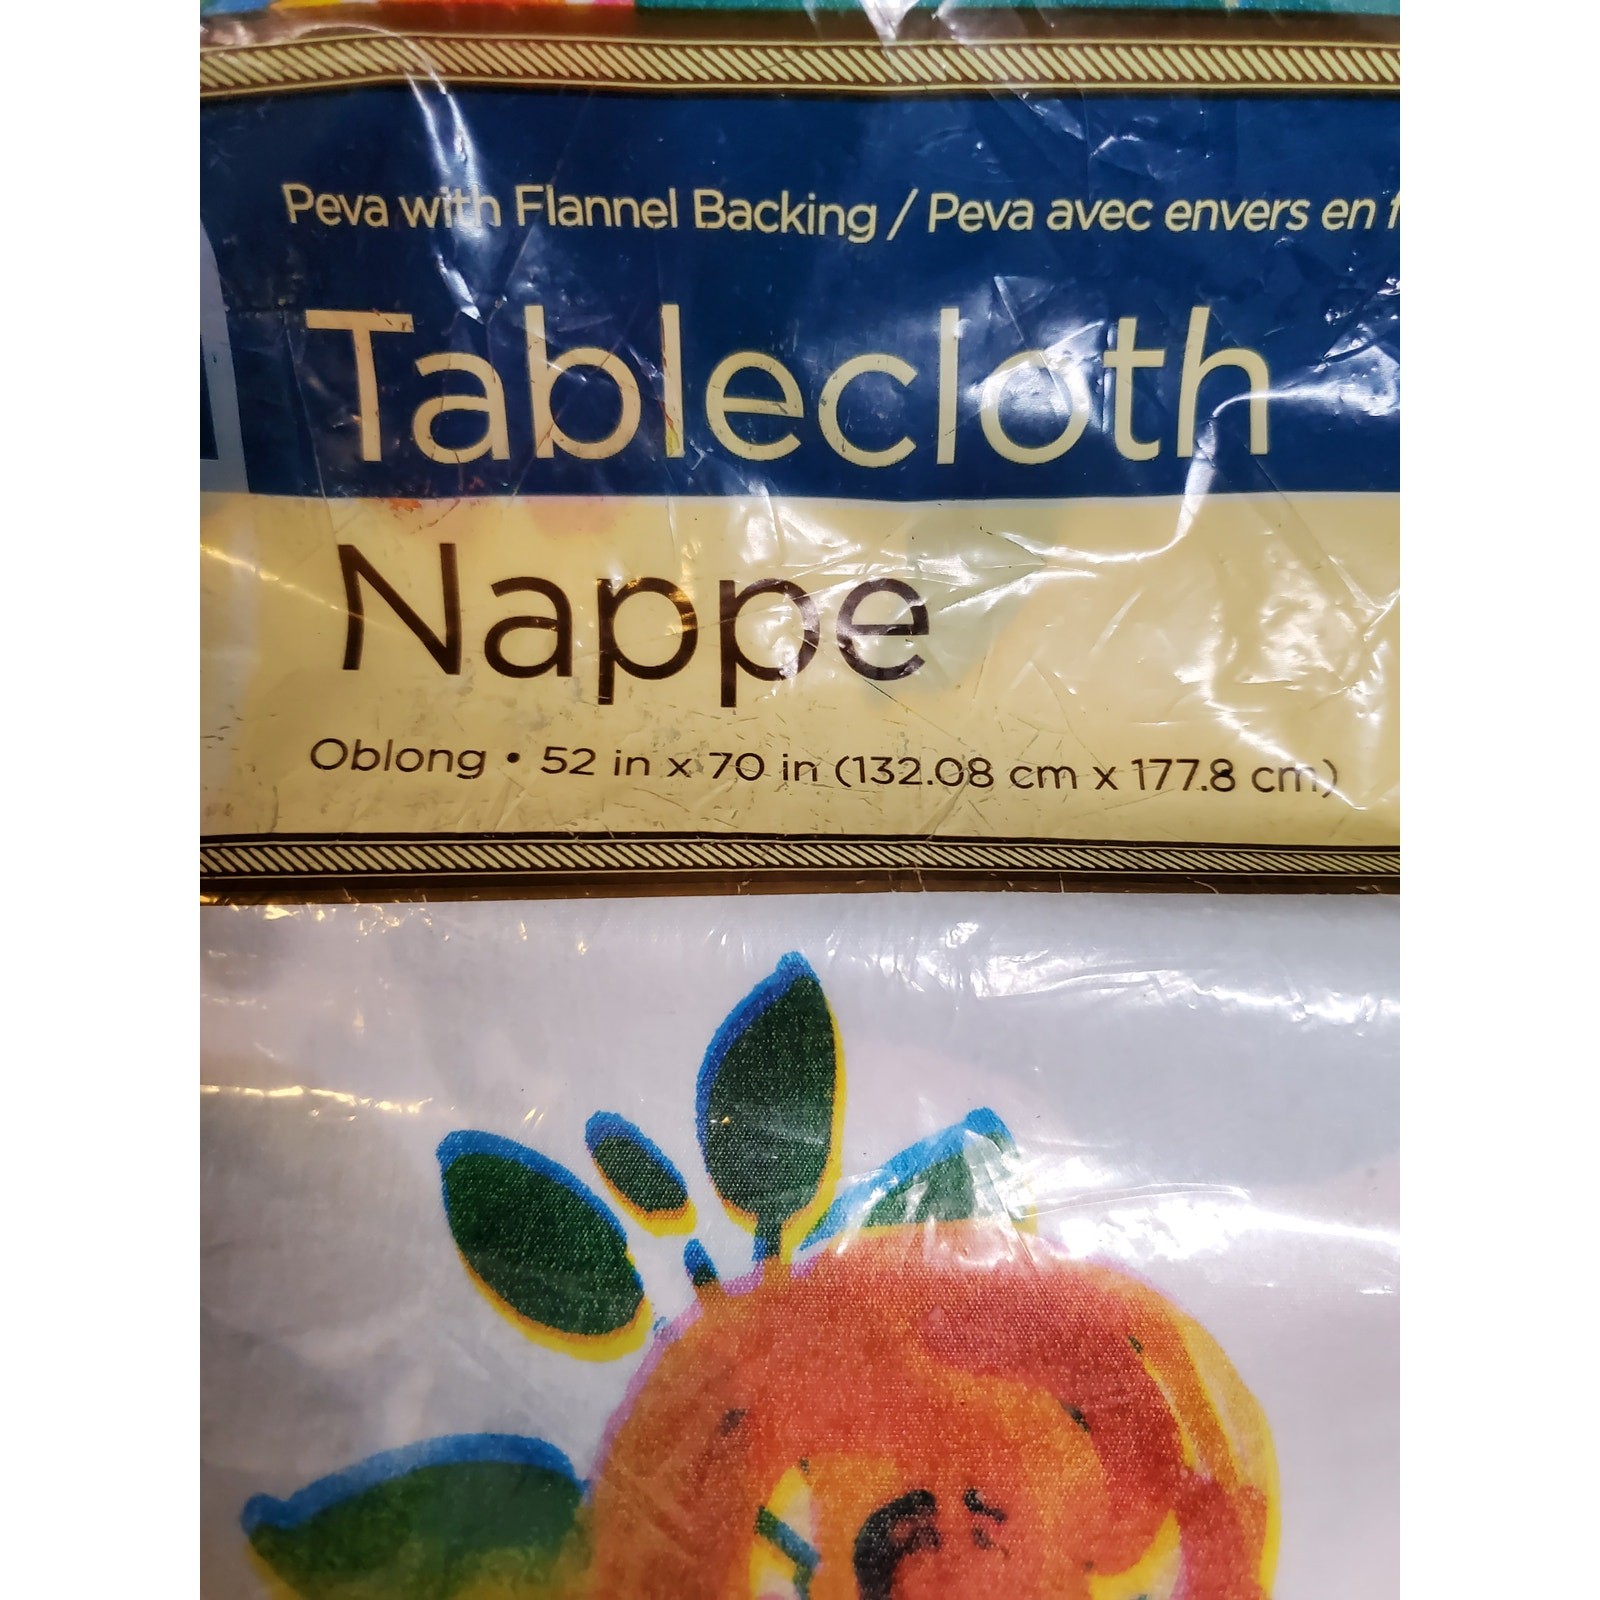 Peva with Flannel Backing / Peva avec envers en
Tablecloth
Nappe
Oblong • 52 in x 70 in (132.08 cm x 177.8 cm)